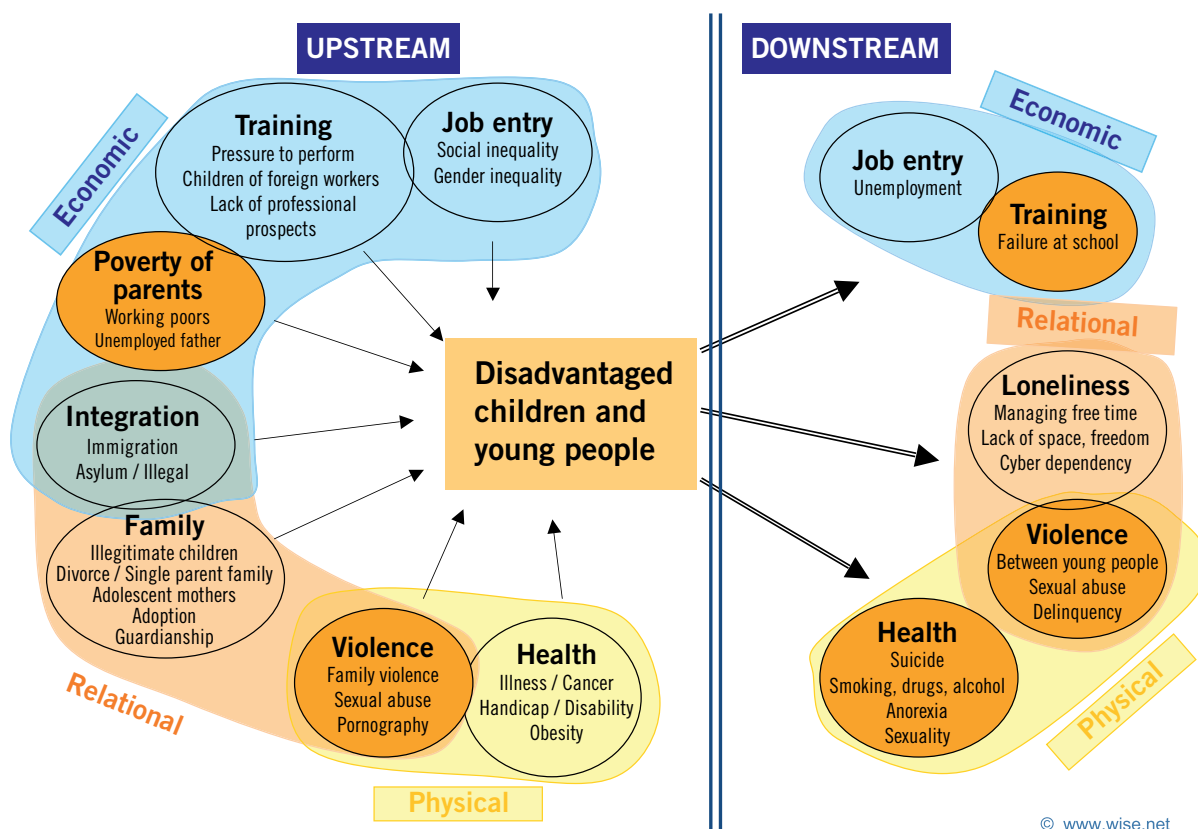 UPSTREAM
Economic
Training
Pressure to perform
Children of foreign workers
Lack of professional
prospects
Job entry
Social inequality
Gender inequality
Poverty of
parents
Working poors
Unemployed father
Integration
Immigration
Asylum / Illegal
Family
Illegitimate children
Divorce / Single parent family
Adolescent mothers
Adoption
Guardianship
Relational
Violence
Family violence
Sexual abuse
Pornography
Health
Illness / Cancer
Handicap / Disability
Obesity
Physical
Disadvantaged
children and
young people
DOWNSTREAM
Economic
Job entry
Unemployment
Training
Failure at school
Relational
Loneliness
Managing free time
Lack of space, freedom
Cyber dependency
Violence
Between young people
Sexual abuse
Delinquency
Health
Suicide
Smoking, drugs, alcohol
Anorexia
Sexuality
Physical
© www.wise.net